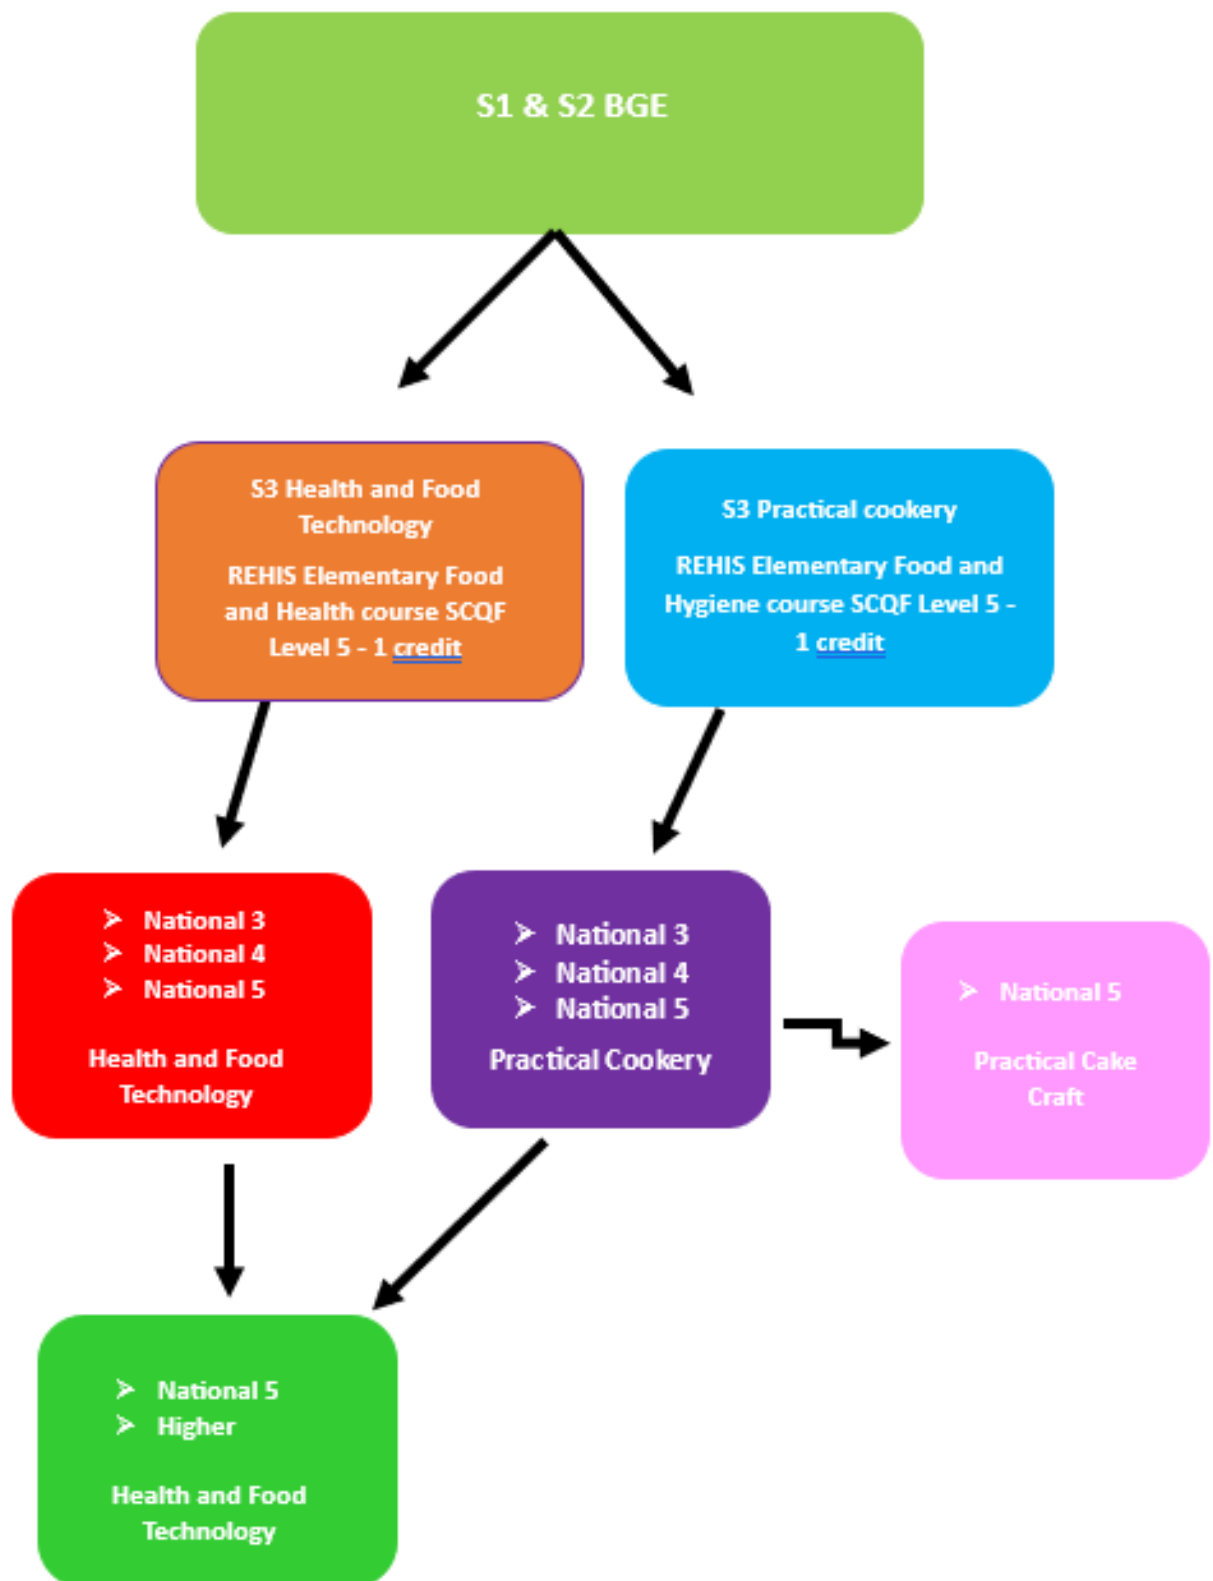 S1 & S2 BGE
S3 Health and Food
Technology
REHIS Elementary Food
and Health course SCQF
Level 5 - 1 credit
S3 Practical cookery
REHIS Elementary Food and
Hygiene course SCQF Level 5 -
1 credit
➢ National 3
➢ National 4
➢ National 5
Health and Food
Technology
➢ National 3
➢ National 4
➢ National 5
Practical Cookery
➢ National 5
Practical Cake
Craft
➢ National 5
➢ Higher
Health and Food
Technology